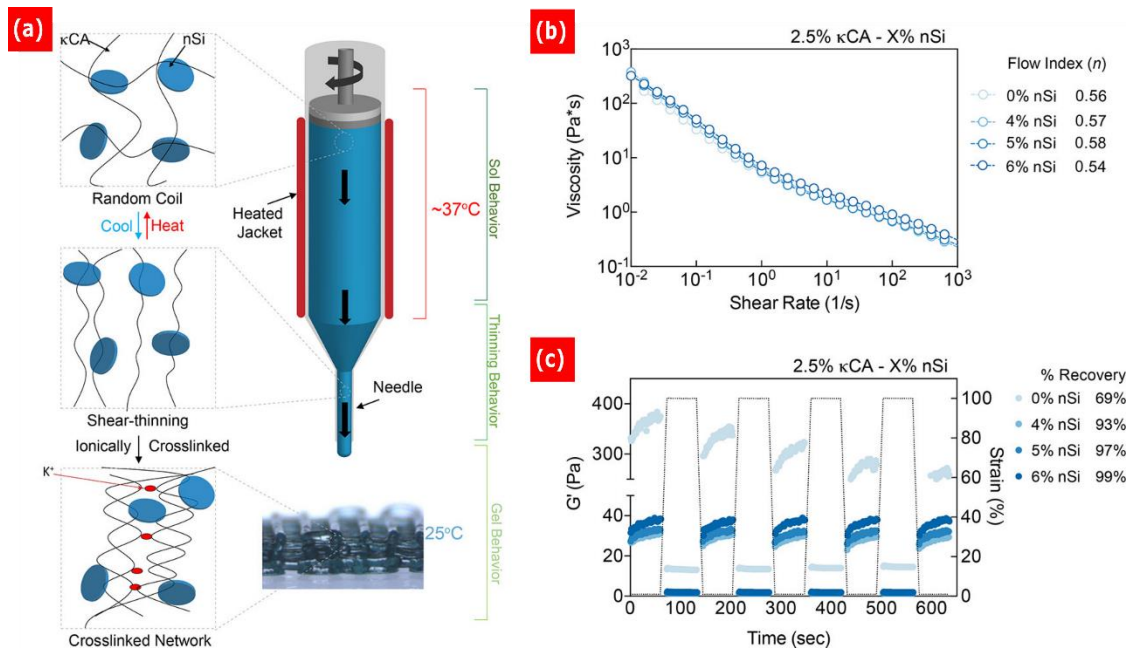 (a)
κCA
nSi
Random Coil
Cool
Heat
Shear-thinning
Ionically
Crosslinked
K⁺
Crosslinked Network
Heated
Jacket
~37°C
Needle
25°C
Sol Behavior
Thinning Behavior
Gel Behavior
(b)
2.5% κCA - X% nSi
Viscosity (Pa*s)
10³
10²
10¹
10⁰
10⁻¹
10⁻² 10⁻¹ 10⁰ 10¹ 10² 10³
Shear Rate (1/s)
Flow Index (n)
0% nSi 0.56
4% nSi 0.57
5% nSi 0.58
6% nSi 0.54
(c)
2.5% κCA - X% nSi
G' (Pa)
400
300
40
20
0
0 100 200 300 400 500 600
Time (sec)
100
80
60
40
20
0
Strain (%)
% Recovery
0% nSi 69%
4% nSi 93%
5% nSi 97%
6% nSi 99%